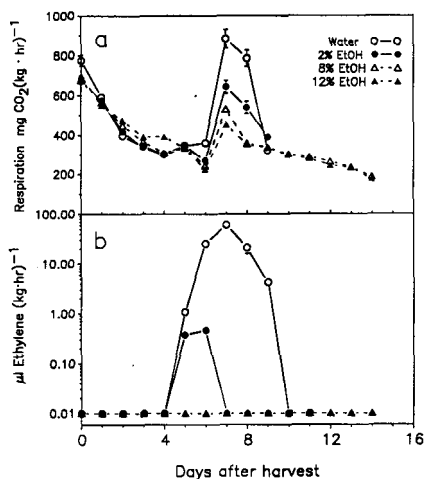 a
Respiration mg CO₂(kg · hr)⁻¹
1000
800
600
400
200
Water
2% EtOH
8% EtOH
12% EtOH
b
µl Ethylene (kg·hr)⁻¹
100.00
10.00
1.00
0.10
0.01
0
4
8
12
16
Days after harvest